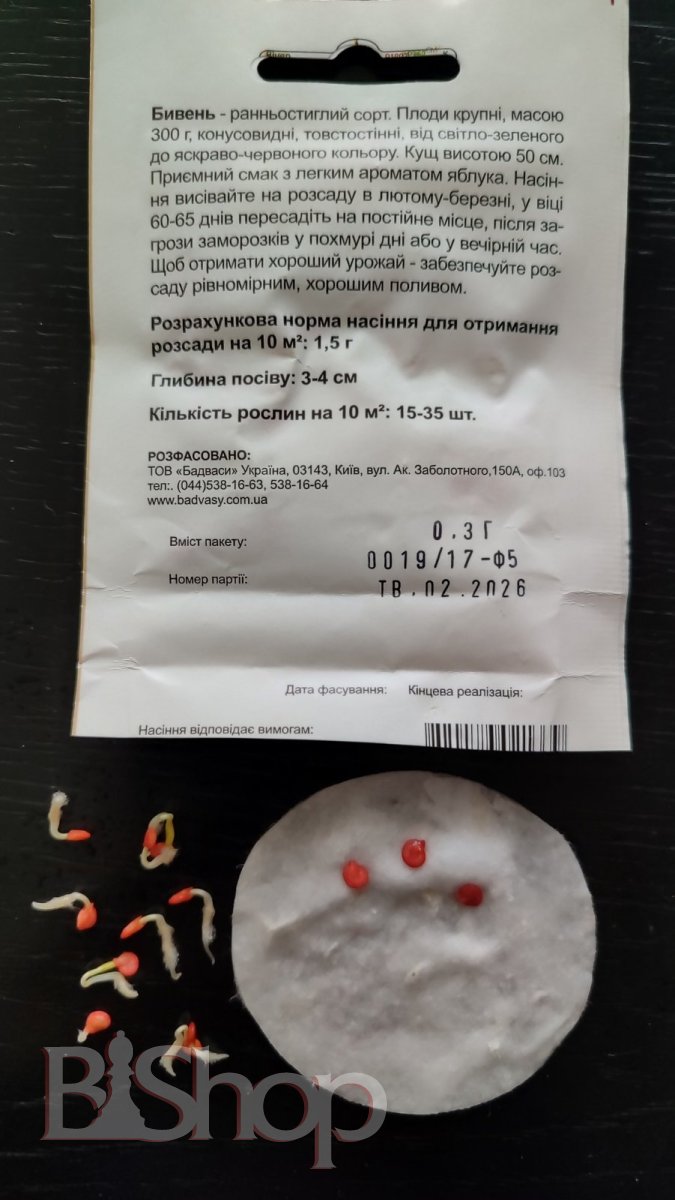 Бивень - ранньостиглий сорт. Плоди крупні, масою
300 г, конусовидні, товстостінні, від світло-зеленого
до яскраво-червоного кольору. Кущ висотою 50 см.
Приємний смак з легким ароматом яблука. Насін-
ня висівайте на розсаду в лютому-березні, у віці
60-65 днів пересадіть на постійне місце, після за-
грози заморозків у похмурі дні або у вечірній час.
Щоб отримати хороший урожай - забезпечуйте роз-
саду рівномірним, хорошим поливом.
Розрахункова норма насіння для отримання
розсади на 10 м²: 1,5 г
Глибина посіву: 3-4 см
Кількість рослин на 10 м²: 15-35 шт.
РОЗФАСОВАНО:
ТОВ «Бадваси» Україна, 03143, Київ, вул. Ак. Заболотного,150А, оф.103
тел:. (044)538-16-63, 538-16-64
www.badvasy.com.ua
Вміст пакету: 0.3Г
0019/17-Ф5
Номер партії: ТВ.02.2026
Дата фасування: Кінцева реалізація:
Насіння відповідає вимогам:
BiShop